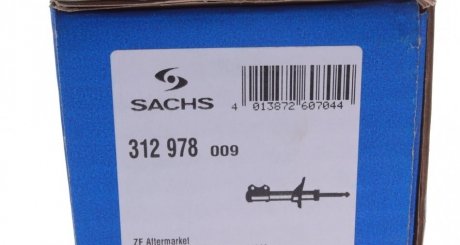 SACHS
4 013872 607044
312 978 009
ZF Aftermarket